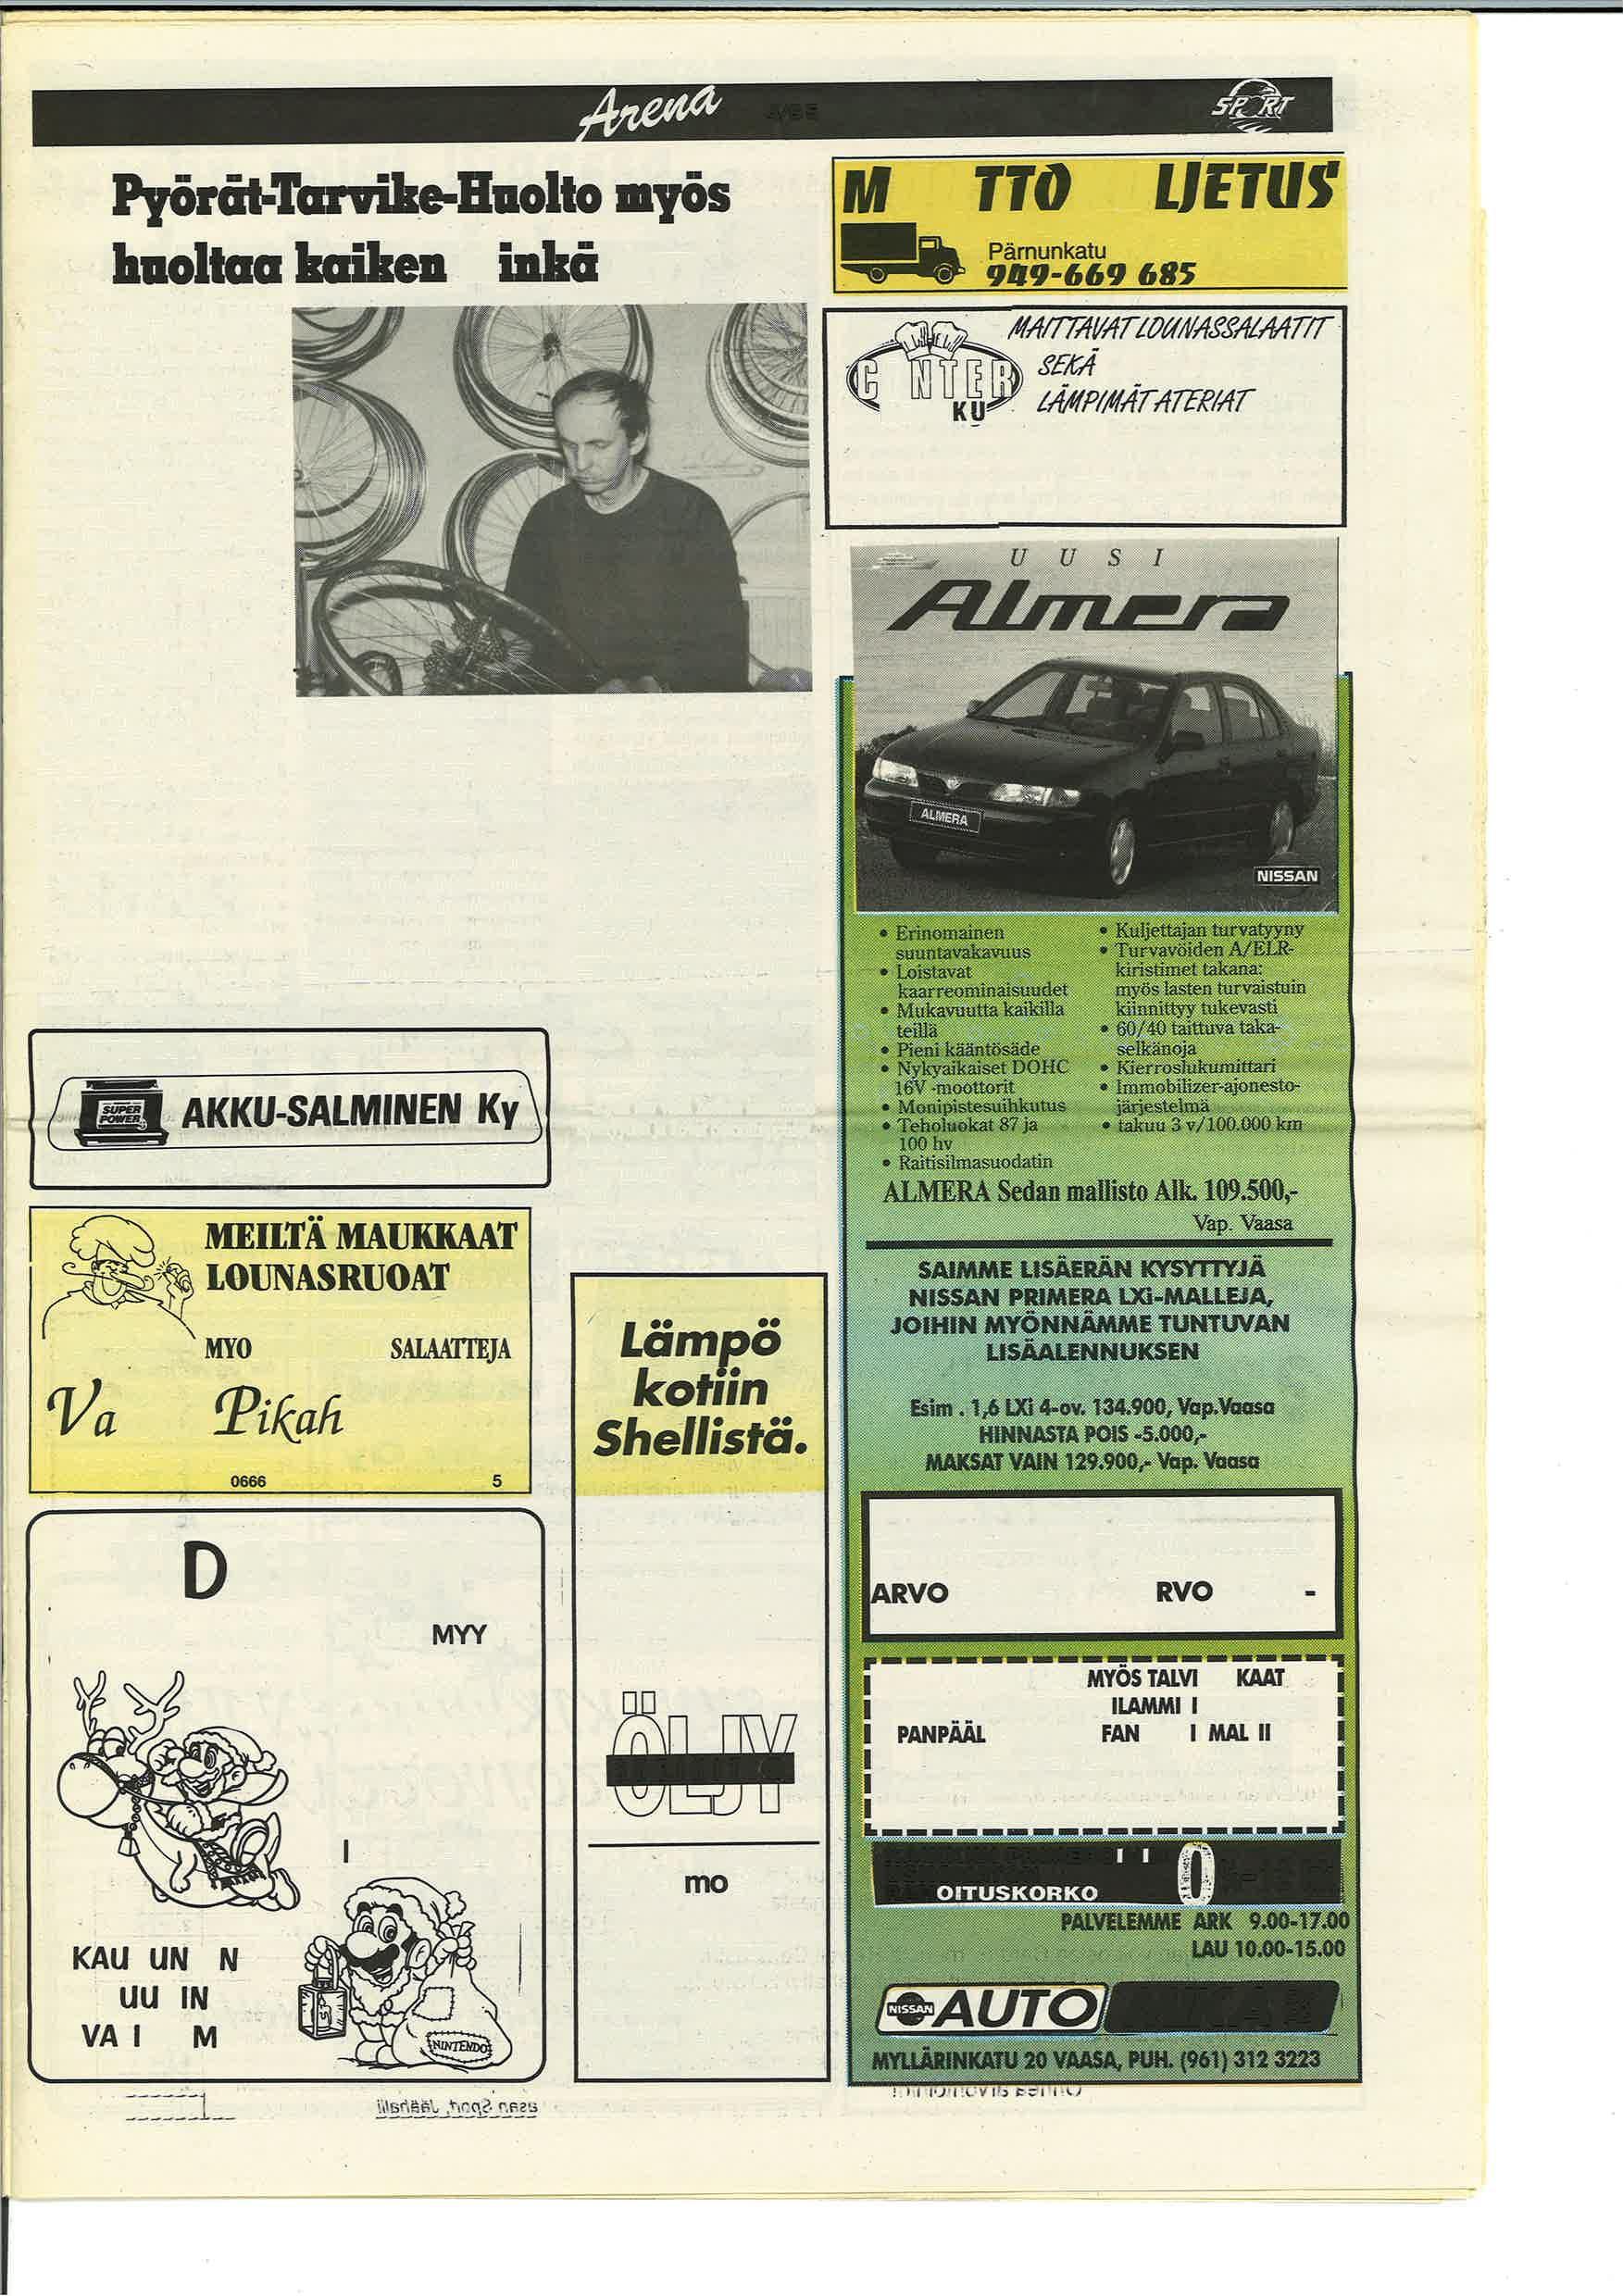 Arena
SPORT
Pyörät-Tarvike-Huolto myös
huoltaa kaiken inkä
M TTO LJETUS
Pärnunkatu
949-669 685
MAITTAVAT LOUNASSALAATIT
SEKÄ
LÄMPIMÄT ATERIAT
C NTER
KU
UUSI
Almera
ALMERA
NISSAN
• Erinomainen
suuntavakavuus
• Loistavat
kaarreominaisuudet
• Mukavuutta kaikilla
teillä
• Pieni kääntösäde
• Nykyaikaiset DOHC
16V -moottorit
• Monipistesuihkutus
• Teholuokat 87 ja
100 hv
• Raitisilmasuodatin
• Kuljettajan turvatyyny
• Turvavöiden A/ELR-
kiristimet takana:
myös lasten turvaistuin
kiinnittyy tukevasti
• 60/40 taittuva taka-
selkänoja
• Kierroslukumittari
• Immobilizer-ajonesto-
järjestelmä
• takuu 3 v/100.000 km
ALMERA Sedan mallisto Alk. 109.500,-
Vap. Vaasa
SAIMME LISÄERÄN KYSYTTYJÄ
NISSAN PRIMERA LXi-MALLEJA,
JOIHIN MYÖNNÄMME TUNTUVAN
LISÄALENNUKSEN
Esim . 1,6 LXi 4-ov. 134.900, Vap.Vaasa
HINNASTA POIS -5.000,-
MAKSAT VAIN 129.900,- Vap. Vaasa
ARVO RVO -
MYÖS TALVI KAAT
ILAMMI I
PANPÄÄL FAN I MAL II
OITUSKORKO 0
PALVELEMME ARK 9.00-17.00
LAU 10.00-15.00
NISSAN AUTO
MYLLÄRINKATU 20 VAASA, PUH. (961) 312 3223
SUPER
POWER
AKKU-SALMINEN Ky
MEILTÄ MAUKKAAT
LOUNASRUOAT
MYO SALAATTEJA
Va Pikah
0666 5
Lämpö
kotiin
Shellistä.
ÖLJY
mo
D
MYY
I
KAU UN N
UU IN
VA I M
NINTENDO